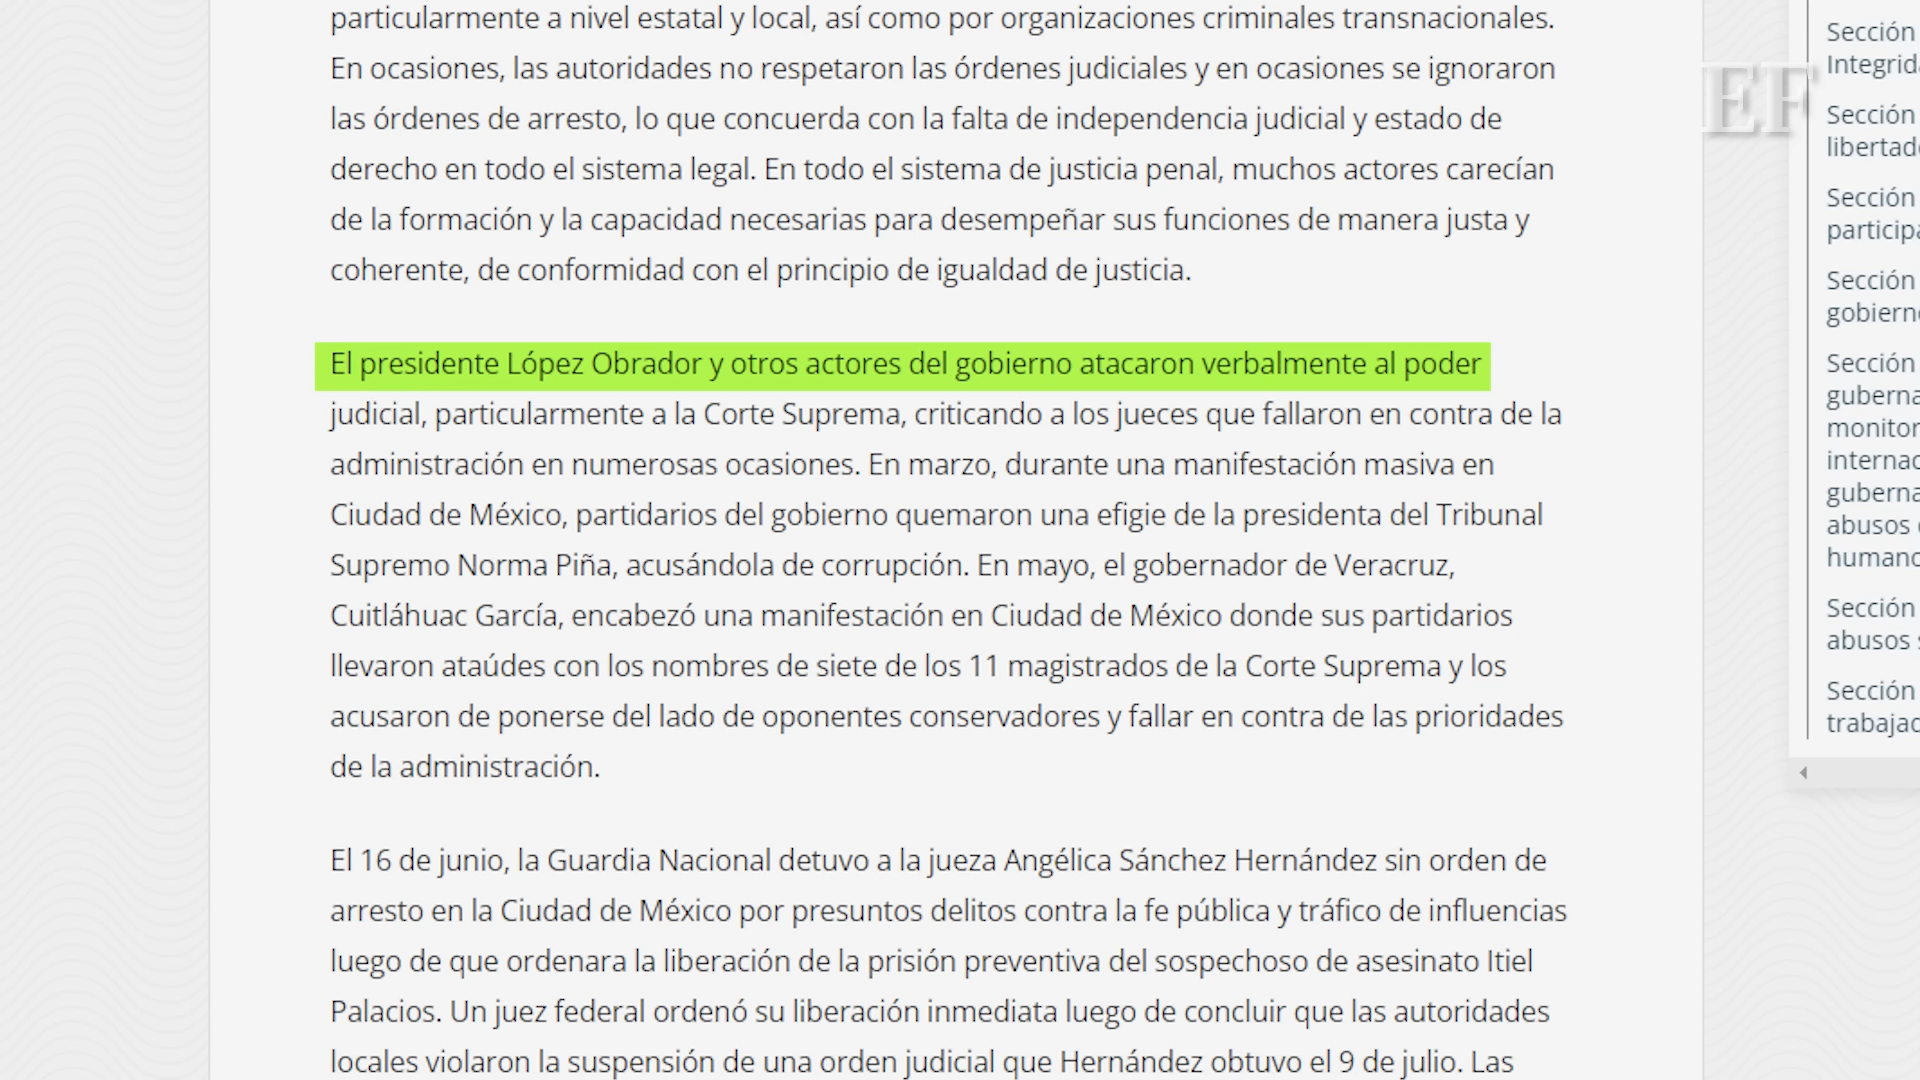 particularmente a nivel estatal y local, así como por organizaciones criminales transnacionales.
En ocasiones, las autoridades no respetaron las órdenes judiciales y en ocasiones se ignoraron
las órdenes de arresto, lo que concuerda con la falta de independencia judicial y estado de
derecho en todo el sistema legal. En todo el sistema de justicia penal, muchos actores carecían
de la formación y la capacidad necesarias para desempeñar sus funciones de manera justa y
coherente, de conformidad con el principio de igualdad de justicia.
El presidente López Obrador y otros actores del gobierno atacaron verbalmente al poder
judicial, particularmente a la Corte Suprema, criticando a los jueces que fallaron en contra de la
administración en numerosas ocasiones. En marzo, durante una manifestación masiva en
Ciudad de México, partidarios del gobierno quemaron una efigie de la presidenta del Tribunal
Supremo Norma Piña, acusándola de corrupción. En mayo, el gobernador de Veracruz,
Cuitláhuac García, encabezó una manifestación en Ciudad de México donde sus partidarios
llevaron ataúdes con los nombres de siete de los 11 magistrados de la Corte Suprema y los
acusaron de ponerse del lado de oponentes conservadores y fallar en contra de las prioridades
de la administración.
El 16 de junio, la Guardia Nacional detuvo a la jueza Angélica Sánchez Hernández sin orden de
arresto en la Ciudad de México por presuntos delitos contra la fe pública y tráfico de influencias
luego de que ordenara la liberación de la prisión preventiva del sospechoso de asesinato Itiel
Palacios. Un juez federal ordenó su liberación inmediata luego de concluir que las autoridades
locales violaron la suspensión de una orden judicial que Hernández obtuvo el 9 de julio. Las
EF
Sección
Integrid
Sección
libertad
Sección
particip
Sección
gobiern
Sección
guberna
monitor
internac
guberna
abusos
humano
Sección
abusos
Sección
trabajad